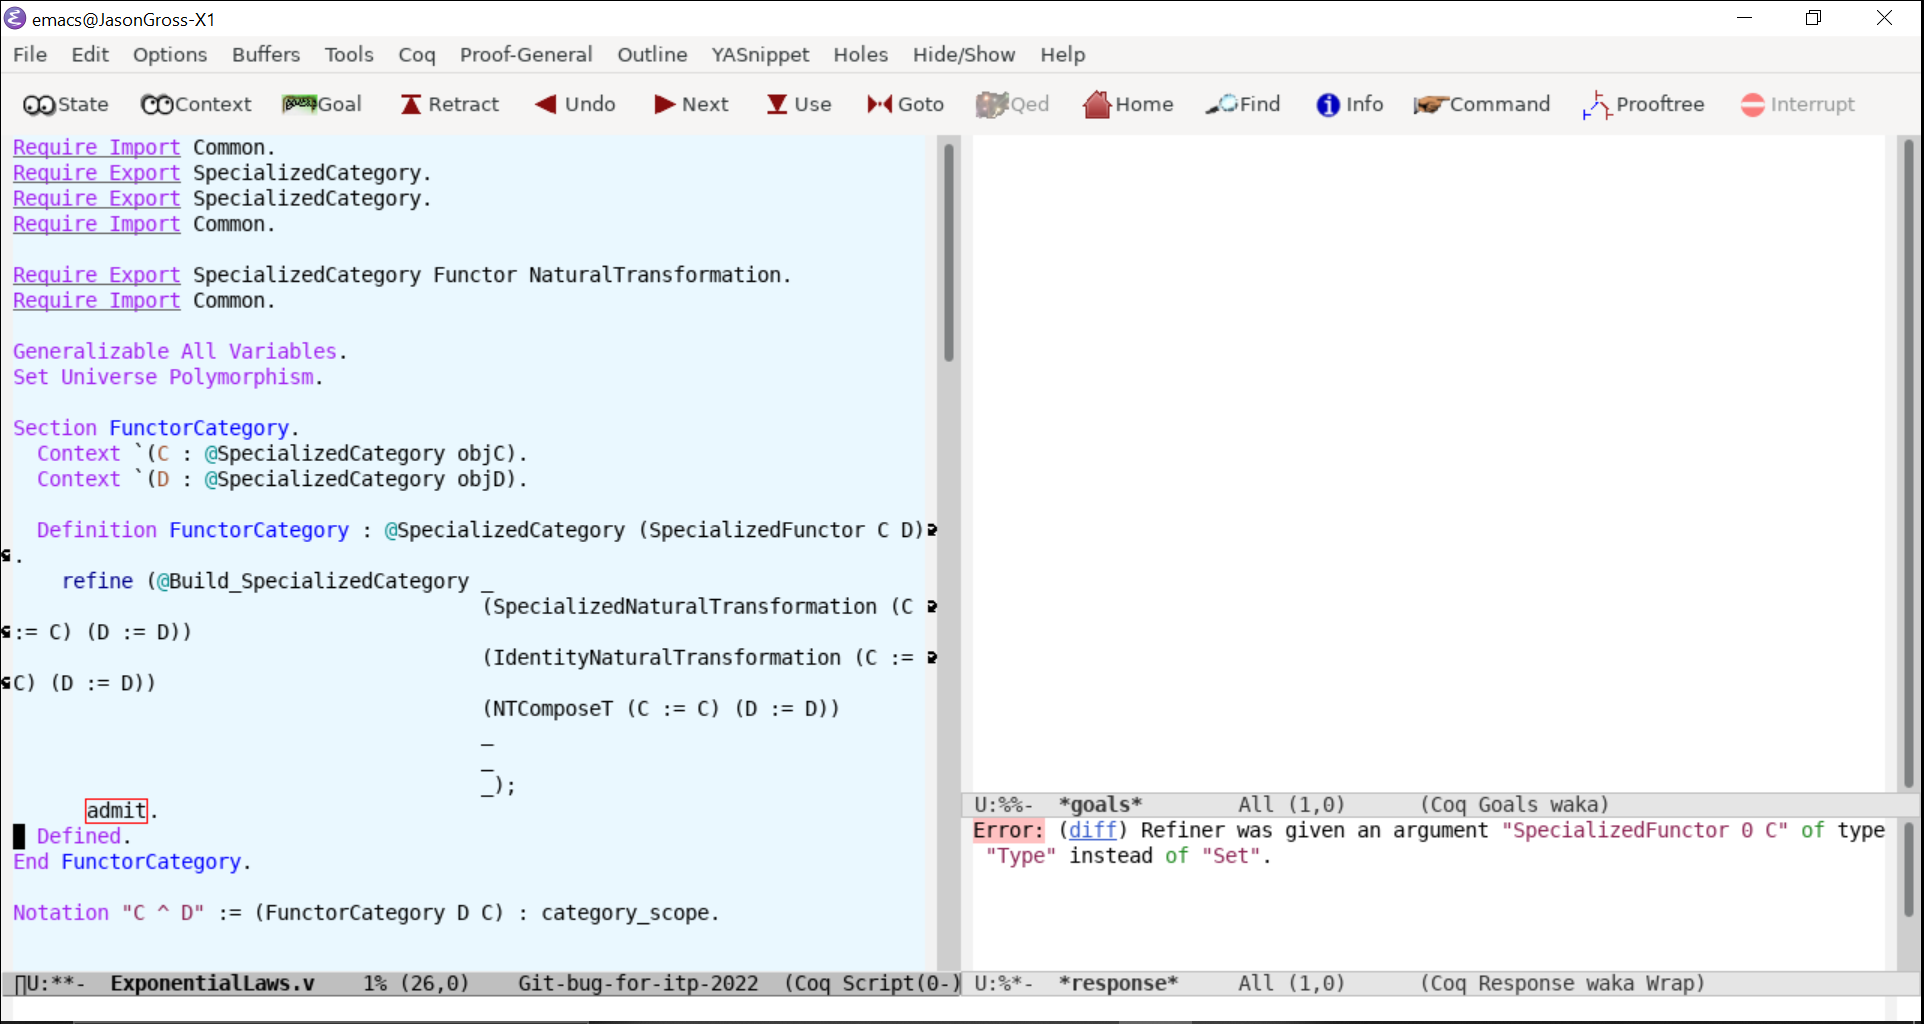 emacs@JasonGross-X1
File Edit Options Buffers Tools Coq Proof-General Outline YASnippet Holes Hide/Show Help
State Context Goal Retract Undo Next Use Goto Qed Home Find Info Command Prooftree Interrupt
Require Import Common.
Require Export SpecializedCategory.
Require Export SpecializedCategory.
Require Import Common.
Require Export SpecializedCategory Functor NaturalTransformation.
Require Import Common.
Generalizable All Variables.
Set Universe Polymorphism.
Section FunctorCategory.
Context `(C : @SpecializedCategory objC).
Context `(D : @SpecializedCategory objD).
Definition FunctorCategory : @SpecializedCategory (SpecializedFunctor C D)
.
refine (@Build_SpecializedCategory _
(SpecializedNaturalTransformation (C
:= C) (D := D))
(IdentityNaturalTransformation (C :=
C) (D := D))
(NTComposeT (C := C) (D := D))
_
_
_);
admit.
Defined.
End FunctorCategory.
Notation "C ^ D" := (FunctorCategory D C) : category_scope.
U:**- ExponentialLaws.v 1% (26,0) Git-bug-for-itp-2022 (Coq Script(0-)
U:%%- *goals* All (1,0) (Coq Goals waka)
Error: (diff) Refiner was given an argument "SpecializedFunctor 0 C" of type
"Type" instead of "Set".
U:%*- *response* All (1,0) (Coq Response waka Wrap)